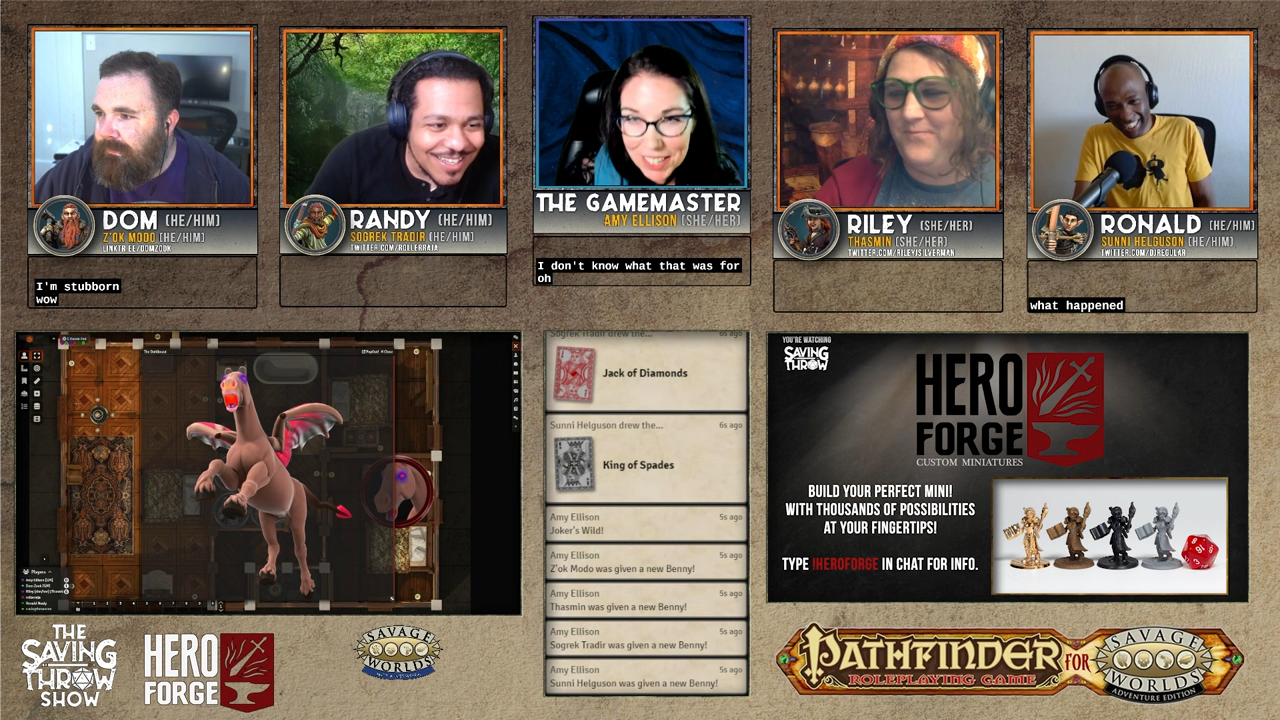 DOM (HE/HIM)
Z'OK MODO (HE/HIM)
LINKTR.EE/DOMZOOK
I'm stubborn
wow
RANDY (HE/HIM)
SOGREK TRADIR (HE/HIM)
TWITTER.COM/ROLLERRAJA
THE GAMEMASTER
AMY ELLISON (SHE/HER)
I don't know what that was for
oh
RILEY (SHE/HER)
THASMIN (SHE/HER)
TWITTER.COM/RILEYJSILVERMAN
RONALD (HE/HIM)
SUNNI HELGUSON (HE/HIM)
TWITTER.COM/DJREGULAR
what happened
Players
Sogrek Tradir drew the... 6s ago
Jack of Diamonds
Sunni Helguson drew the... 6s ago
King of Spades
Amy Ellison 5s ago
Joker's Wild!
Amy Ellison 5s ago
Z'ok Modo was given a new Benny!
Amy Ellison 5s ago
Thasmin was given a new Benny!
Amy Ellison 5s ago
Sogrek Tradir was given a new Benny!
Amy Ellison 5s ago
Sunni Helguson was given a new Benny!
YOU'RE WATCHING
SAVING THROW
HERO
FORGE
CUSTOM MINIATURES
BUILD YOUR PERFECT MINI!
WITH THOUSANDS OF POSSIBILITIES
AT YOUR FINGERTIPS!
TYPE !HEROFORGE IN CHAT FOR INFO.
THE
SAVING
THROW
SHOW
HERO
FORGE
SAVAGE
WORLDS
PATHFINDER
ROLEPLAYING GAME
FOR
SAVAGE
WORLDS
ADVENTURE EDITION